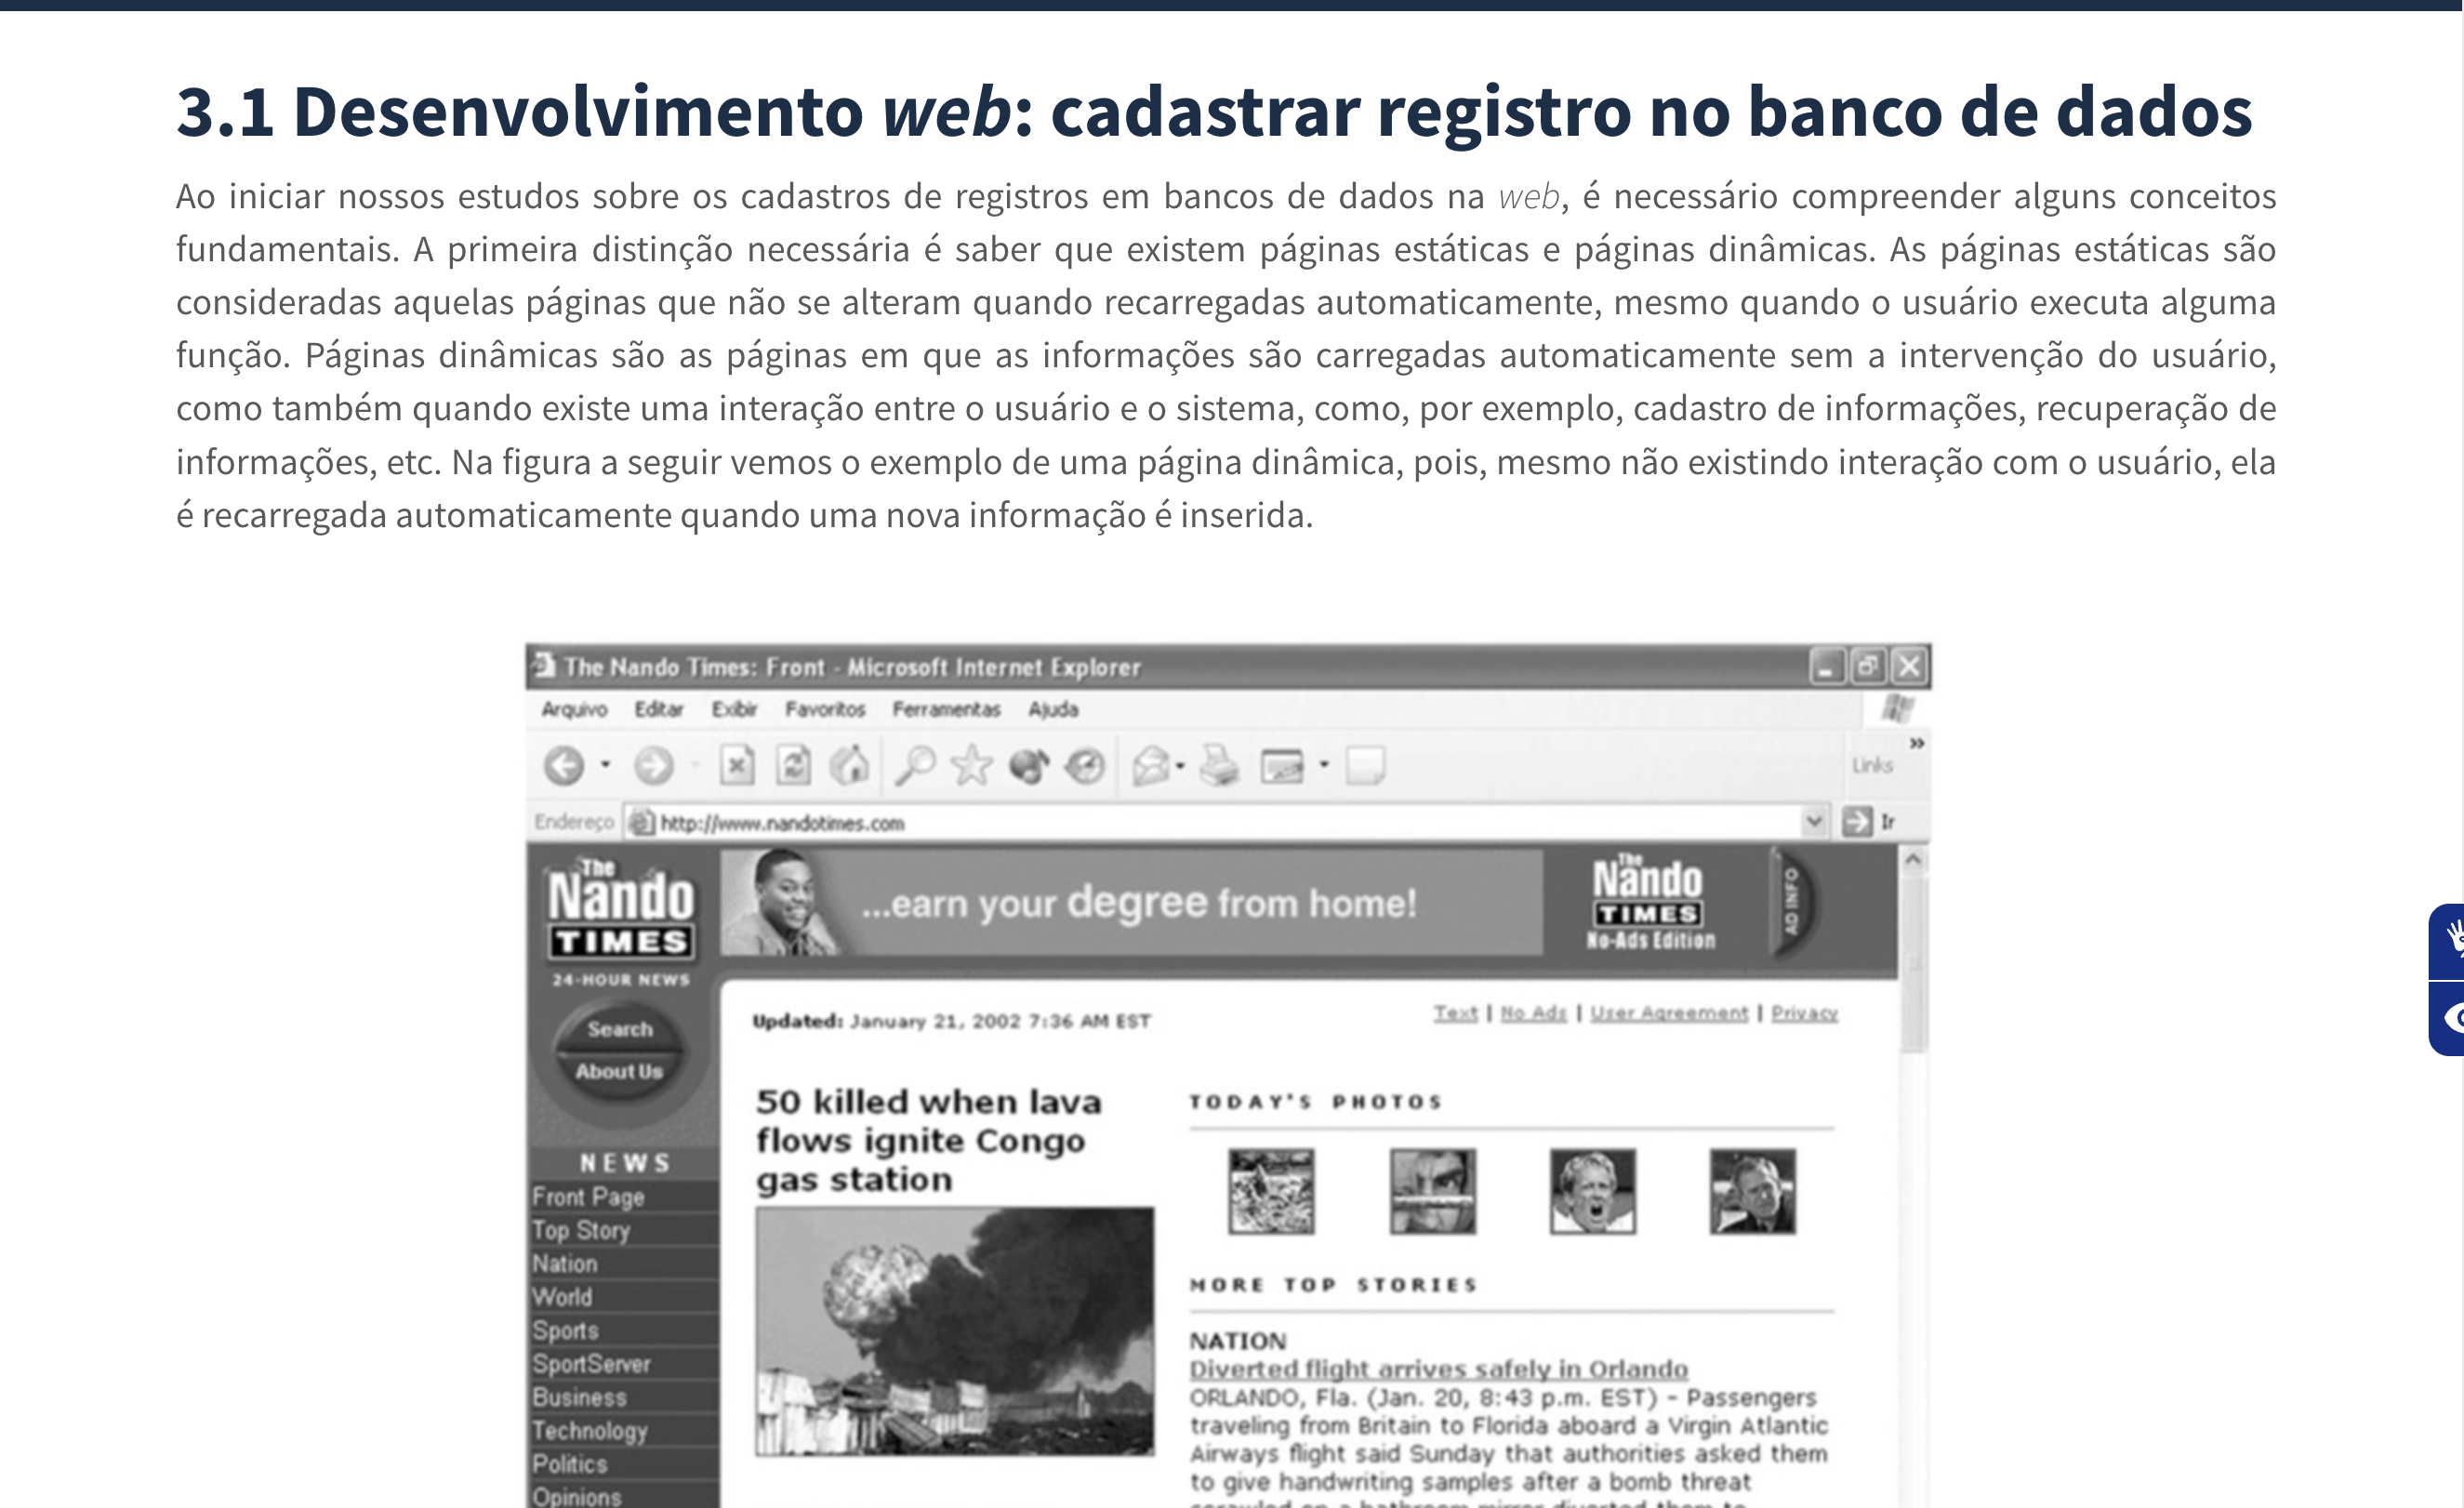 3.1 Desenvolvimento web: cadastrar registro no banco de dados
Ao iniciar nossos estudos sobre os cadastros de registros em bancos de dados na web, é necessário compreender alguns conceitos
fundamentais. A primeira distinção necessária é saber que existem páginas estáticas e páginas dinâmicas. As páginas estáticas são
consideradas aquelas páginas que não se alteram quando recarregadas automaticamente, mesmo quando o usuário executa alguma
função. Páginas dinâmicas são as páginas em que as informações são carregadas automaticamente sem a intervenção do usuário,
como também quando existe uma interação entre o usuário e o sistema, como, por exemplo, cadastro de informações, recuperação de
informações, etc. Na figura a seguir vemos o exemplo de uma página dinâmica, pois, mesmo não existindo interação com o usuário, ela
é recarregada automaticamente quando uma nova informação é inserida.
The Nando Times: Front - Microsoft Internet Explorer
Arquivo Editar Exibir Favoritos Ferramentas Ajuda
Links
Endereço http://www.nandotimes.com Ir
The
Nando
TIMES
24-HOUR NEWS
...earn your degree from home!
The
Nando
TIMES
No-Ads Edition
AD INFO
Search
About Us
Updated: January 21, 2002 7:36 AM EST
Text | No Ads | User Agreement | Privacy
NEWS
Front Page
Top Story
Nation
World
Sports
SportServer
Business
Technology
Politics
Opinions
50 killed when lava
flows ignite Congo
gas station
TODAY'S PHOTOS
MORE TOP STORIES
NATION
Diverted flight arrives safely in Orlando
ORLANDO, Fla. (Jan. 20, 8:43 p.m. EST) - Passengers
traveling from Britain to Florida aboard a Virgin Atlantic
Airways flight said Sunday that authorities asked them
to give handwriting samples after a bomb threat
scrawled on a bathroom mirror diverted them to